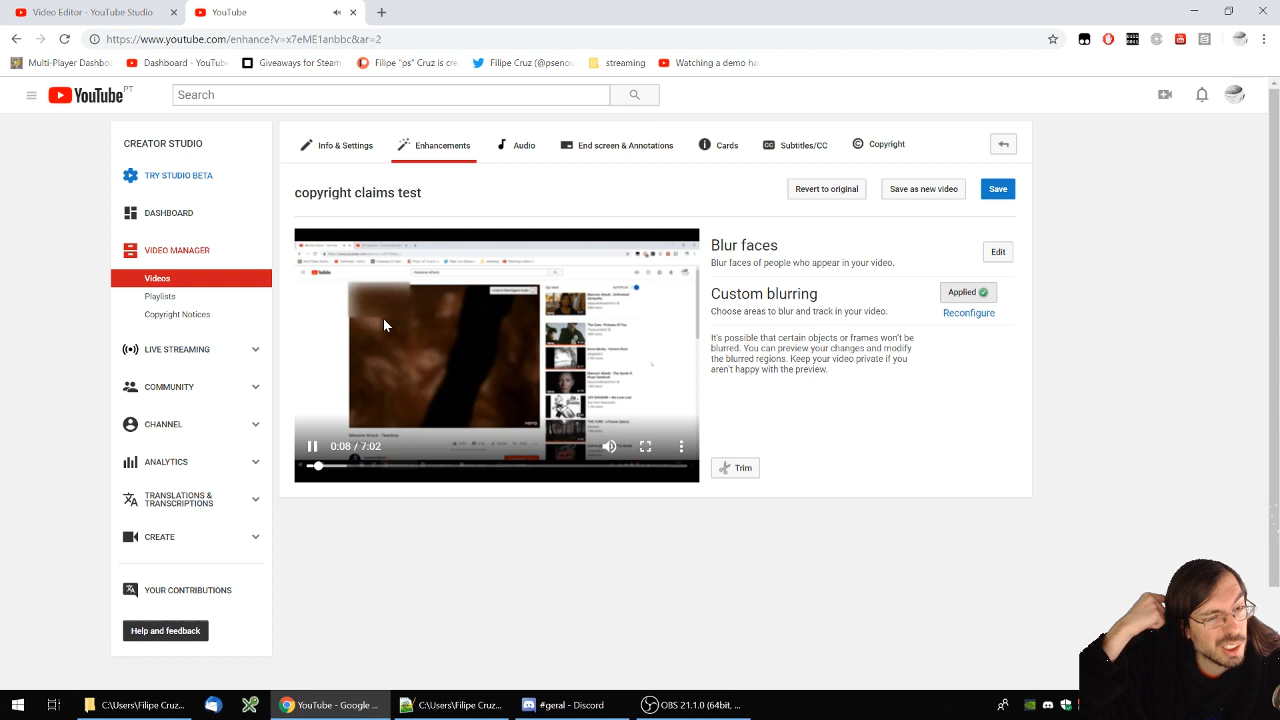 Video Editor - YouTube Studio
YouTube
https://www.youtube.com/enhance?v=x7eME1anbbc&ar=2
Multi-Player Dashbo
Dashboard - YouTu
Giveaways for Steam
Filipe "ps" Cruz is cre
Filipe Cruz (@psenou
streaming
Watching a demo ha
YouTube PT
Search
CREATOR STUDIO
TRY STUDIO BETA
DASHBOARD
VIDEO MANAGER
Videos
Playlists
Copyright Notices
LIVE STREAMING
COMMUNITY
CHANNEL
ANALYTICS
TRANSLATIONS &
TRANSCRIPTIONS
CREATE
YOUR CONTRIBUTIONS
Help and feedback
Info & Settings
Enhancements
Audio
End screen & Annotations
Cards
Subtitles/CC
Copyright
copyright claims test
Revert to original
Save as new video
Save
massive attack
Massive Attack - Teardrop
0:08 / 7:02
Blur faces
Blur the faces of people who appear in your video.
Edit
Custom blurring
Choose areas to blur and track in your video.
Applied
Reconfigure
It's possible that certain objects or frames won't be
blurred. You can preview your changes and modify
the blurred regions. Keep your video private if you
aren't happy with the preview.
Trim
C:\Users\Filipe Cruz...
YouTube - Google ...
C:\Users\Filipe Cruz...
#geral - Discord
OBS 21.1.0 (64bit, ...